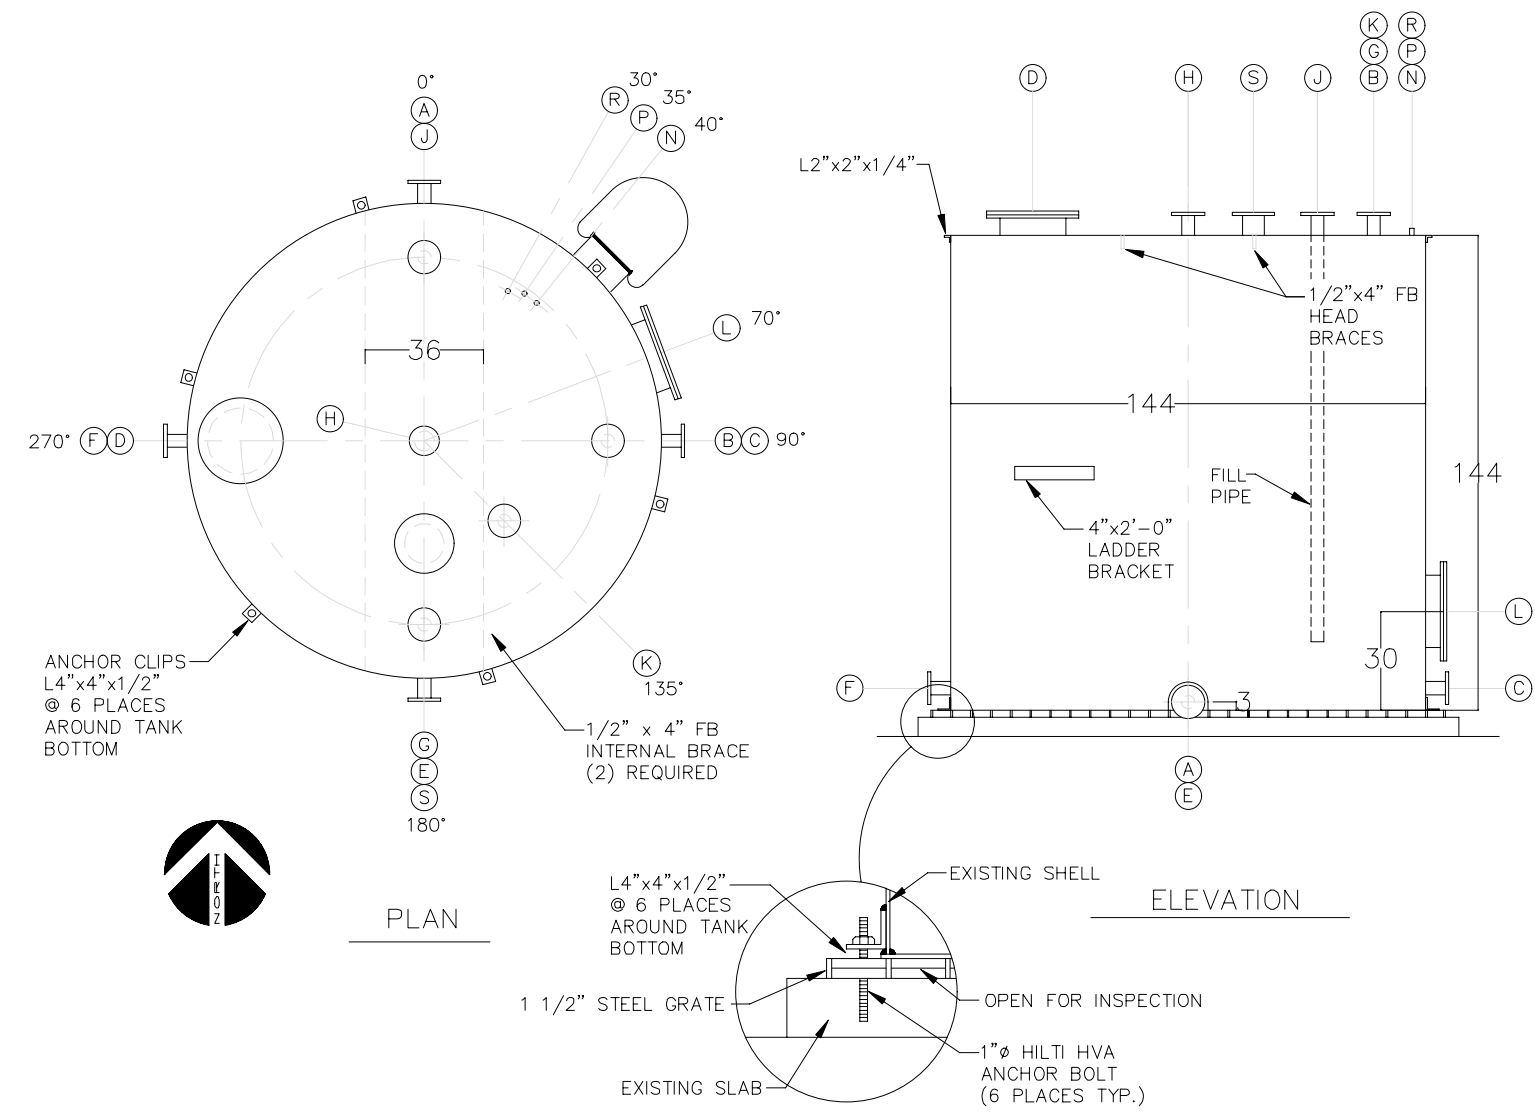 0°
A
J
30°
R
35°
P
40°
N
L
70°
36
H
270°
F
D
B
C
90°
ANCHOR CLIPS
L4"x4"x1/2"
@ 6 PLACES
AROUND TANK
BOTTOM
K
135°
1/2" x 4" FB
INTERNAL BRACE
(2) REQUIRED
G
E
S
180°
NORTH
PLAN
K
G
B
R
P
N
D
H
S
J
L2"x2"x1/4"
1/2"x4" FB
HEAD
BRACES
144
144
FILL
PIPE
4"x2'-0"
LADDER
BRACKET
L
30
F
3
C
A
E
ELEVATION
L4"x4"x1/2"
@ 6 PLACES
AROUND TANK
BOTTOM
EXISTING SHELL
1 1/2" STEEL GRATE
OPEN FOR INSPECTION
1"ø HILTI HVA
ANCHOR BOLT
(6 PLACES TYP.)
EXISTING SLAB